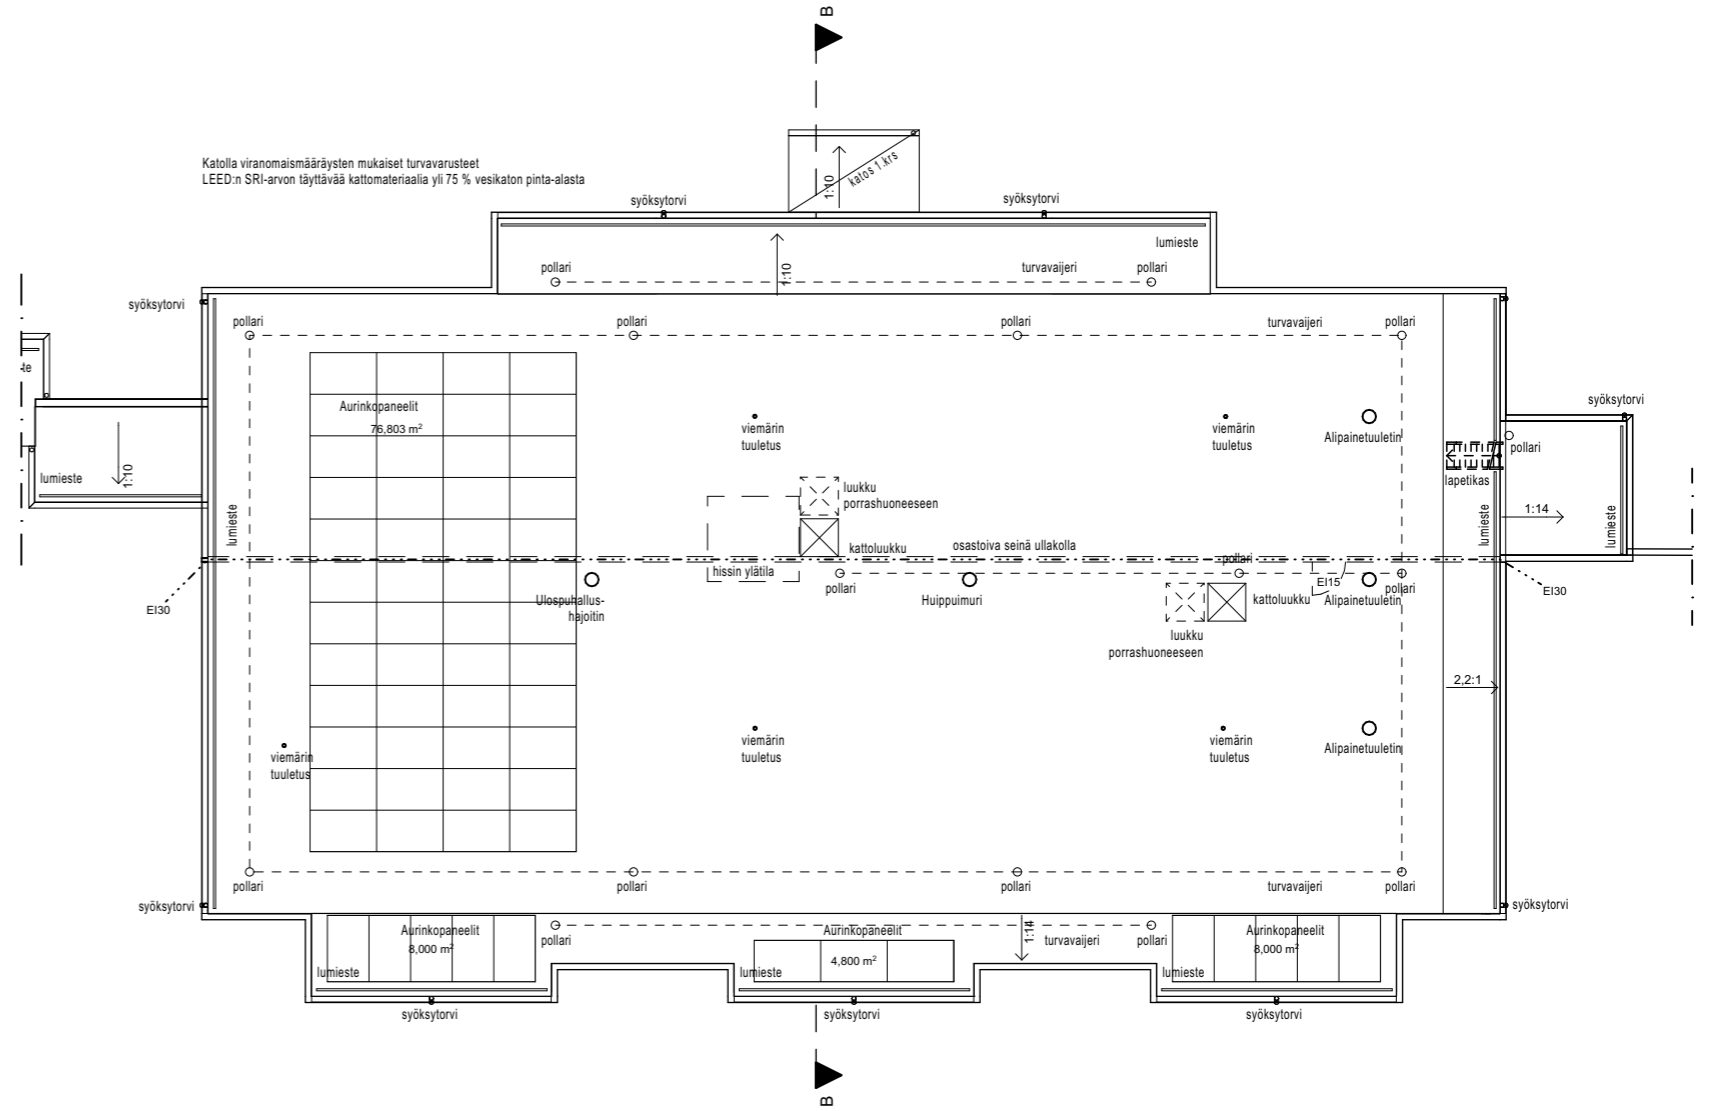 B
Katolla viranomaismääräysten mukaiset turvavarusteet
LEED:n SRI-arvon täyttävää kattomateriaalia yli 75 % vesikaton pinta-alasta
1:10
katos 1.krs
syöksytorvi
syöksytorvi
lumieste
pollari
turvavaijeri
pollari
1:10
syöksytorvi
pollari
pollari
pollari
turvavaijeri
pollari
Aurinkopaneelit
76,803 m²
viemärin
tuuletus
viemärin
tuuletus
Alipainetuuletin
syöksytorvi
pollari
lapetikas
lumieste
1:10
lumieste
luukku
porrashuoneeseen
kattoluukku
osastoiva seinä ullakolla
lumieste
1:14
lumieste
hissin ylätila
pollari
pollari
EI15
pollari
EI30
Ulospuhallus-
hajoitin
Huippuimuri
kattoluukku
Alipainetuuletin
EI30
luukku
porrashuoneeseen
2,2:1
viemärin
tuuletus
viemärin
tuuletus
viemärin
tuuletus
Alipainetuuletin
pollari
pollari
pollari
turvavaijeri
pollari
syöksytorvi
syöksytorvi
Aurinkopaneelit
8,000 m²
pollari
Aurinkopaneelit
4,800 m²
1:14
turvavaijeri
pollari
Aurinkopaneelit
8,000 m²
lumieste
lumieste
lumieste
syöksytorvi
syöksytorvi
syöksytorvi
B